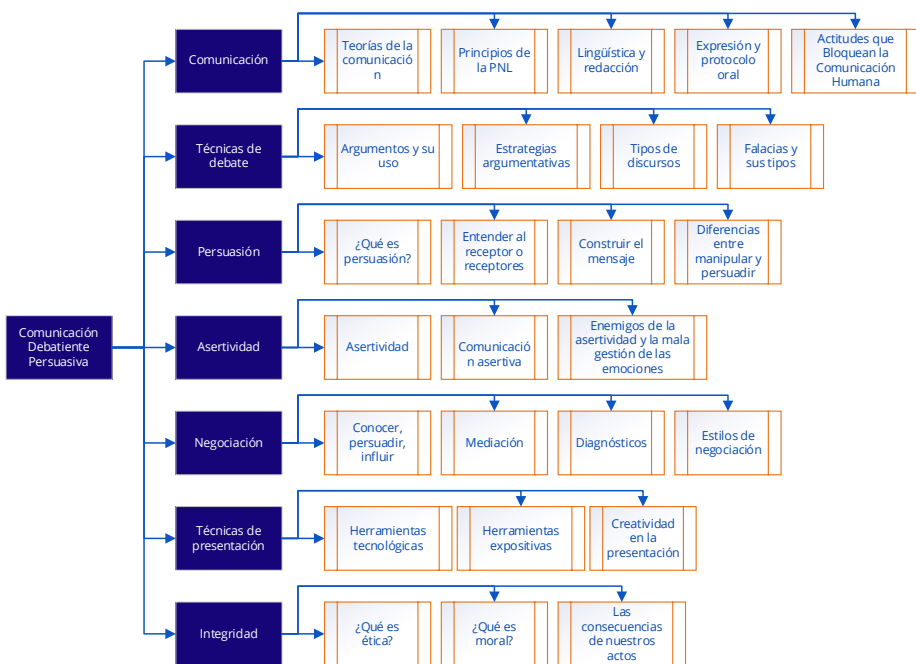 Comunicación
Teorías de la
comunicació
n
Principios de
la PNL
Lingüística y
redacción
Expresión y
protocolo
oral
Actitudes que
Bloquean la
Comunicación
Humana
Técnicas de
debate
Argumentos y su
uso
Estrategias
argumentativas
Tipos de
discursos
Falacias y
sus tipos
Persuasión
¿Qué es
persuasión?
Entender al
receptor o
receptores
Construir el
mensaje
Diferencias
entre
manipular y
persuadir
Comunicación
Debatiente
Persuasiva
Asertividad
Asertividad
Comunicació
n asertiva
Enemigos de la
asertividad y la mala
gestión de las
emociones
Negociación
Conocer,
persuadir,
influir
Mediación
Diagnósticos
Estilos de
negociación
Técnicas de
presentación
Herramientas
tecnológicas
Herramientas
expositivas
Creatividad
en la
presentación
Integridad
¿Qué es
ética?
¿Qué es
moral?
Las
consecuencias
de nuestros
actos